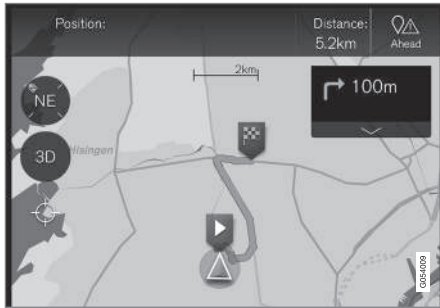 Position:
Distance:
5.2km
Ahead
2km
100m
NE
Hisingen
3D
G054009